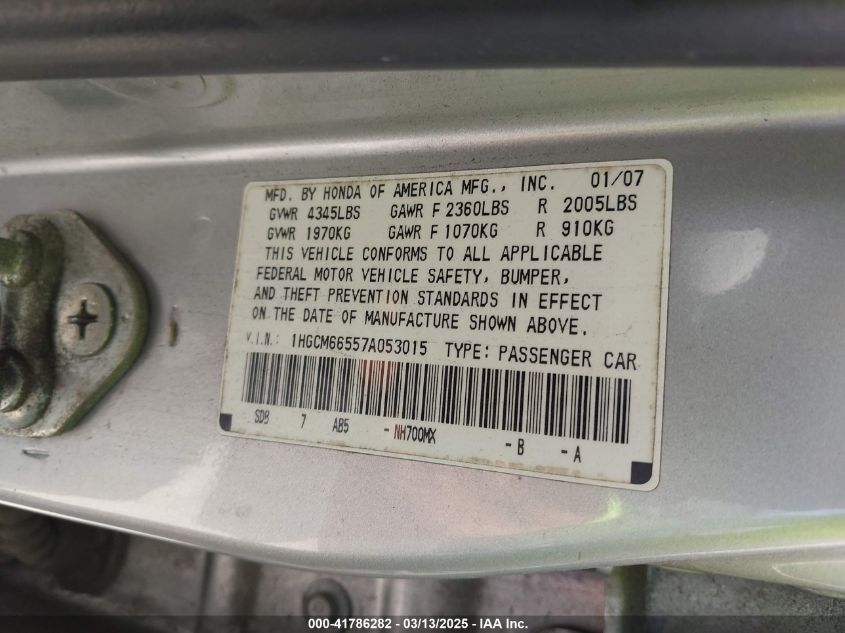 MFD. BY HONDA OF AMERICA MFG., INC. 01/07
GVWR 4345LBS GAWR F 2360LBS R 2005LBS
GVWR 1970KG GAWR F 1070KG R 910KG
THIS VEHICLE CONFORMS TO ALL APPLICABLE
FEDERAL MOTOR VEHICLE SAFETY, BUMPER,
AND THEFT PREVENTION STANDARDS IN EFFECT
ON THE DATE OF MANUFACTURE SHOWN ABOVE.
V.I.N.: 1HGCM66557A053015 TYPE: PASSENGER CAR
SDB 7 AB5 - NH700MX - B - A
000-41786282 - 03/13/2025 - IAA Inc.